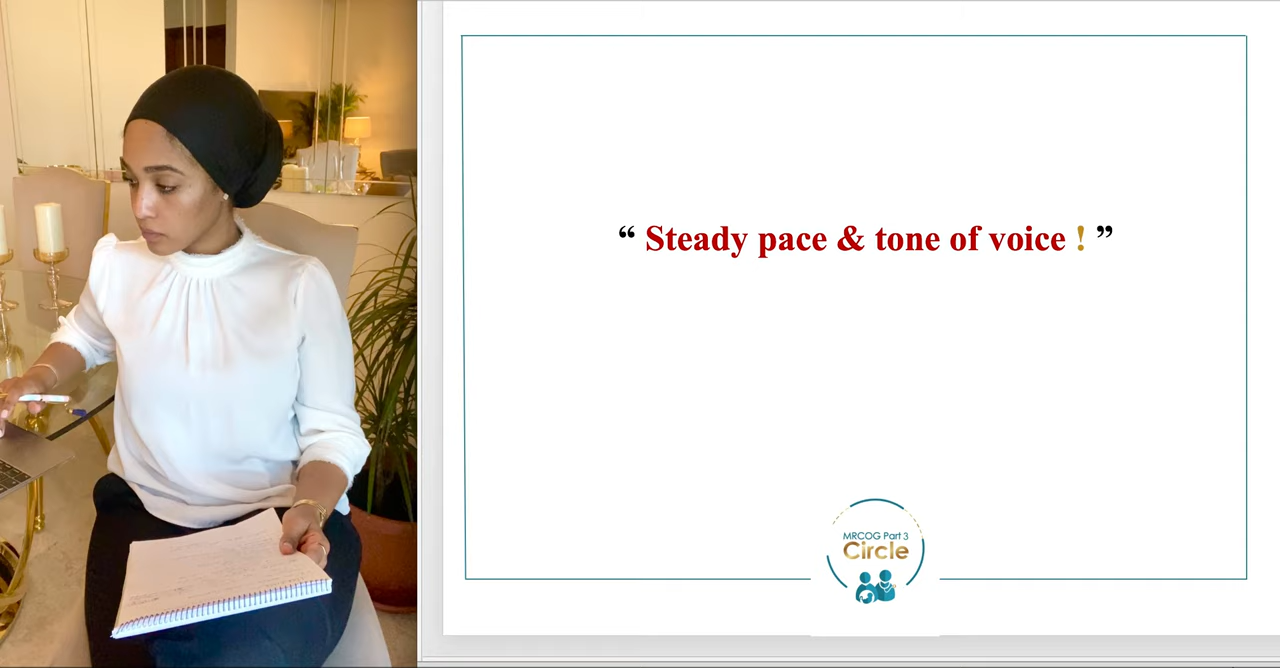 “ Steady pace & tone of voice ! ”
MRCOG Part 3
Circle